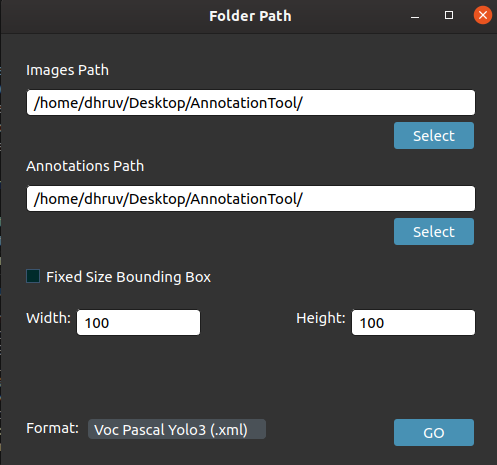 Folder Path
Images Path
/home/dhruv/Desktop/AnnotationTool/
Select
Annotations Path
/home/dhruv/Desktop/AnnotationTool/
Select
Fixed Size Bounding Box
Width: 100 Height: 100
Format: Voc Pascal Yolo3 (.xml) GO